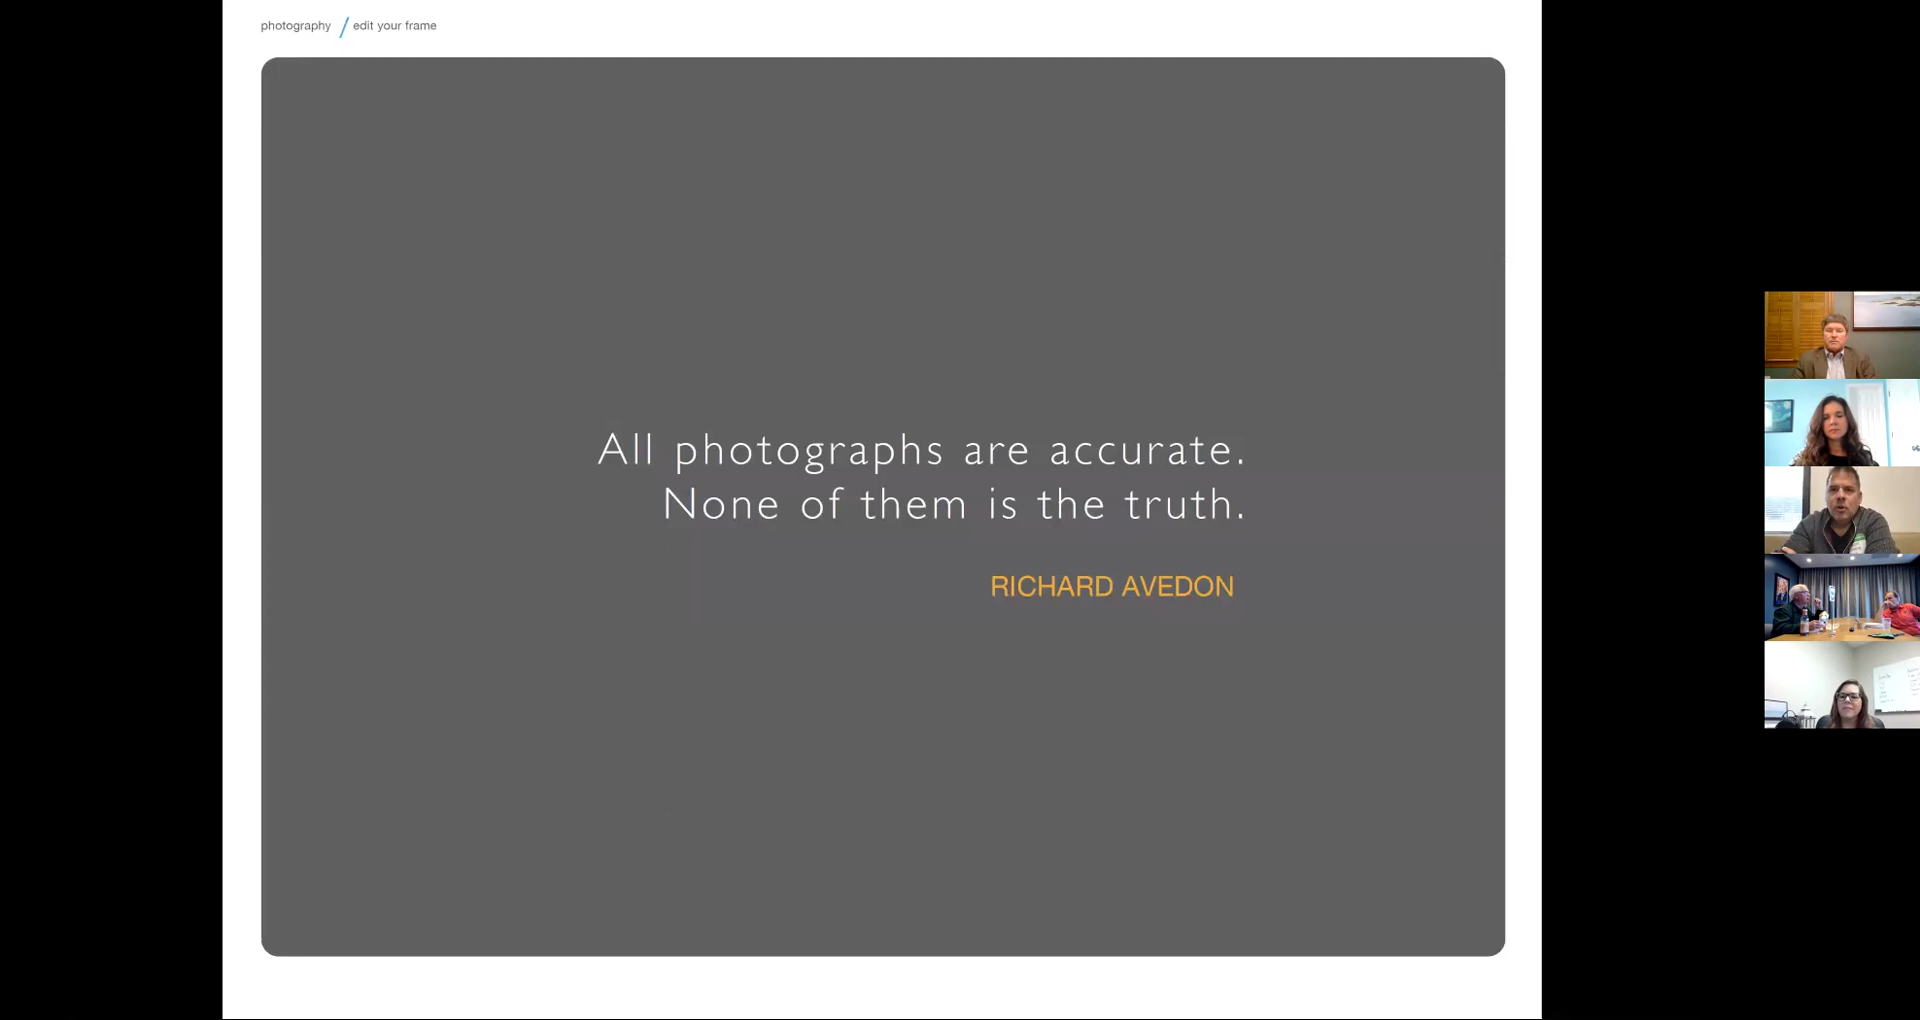 photography / edit your frame
All photographs are accurate.
None of them is the truth.
RICHARD AVEDON